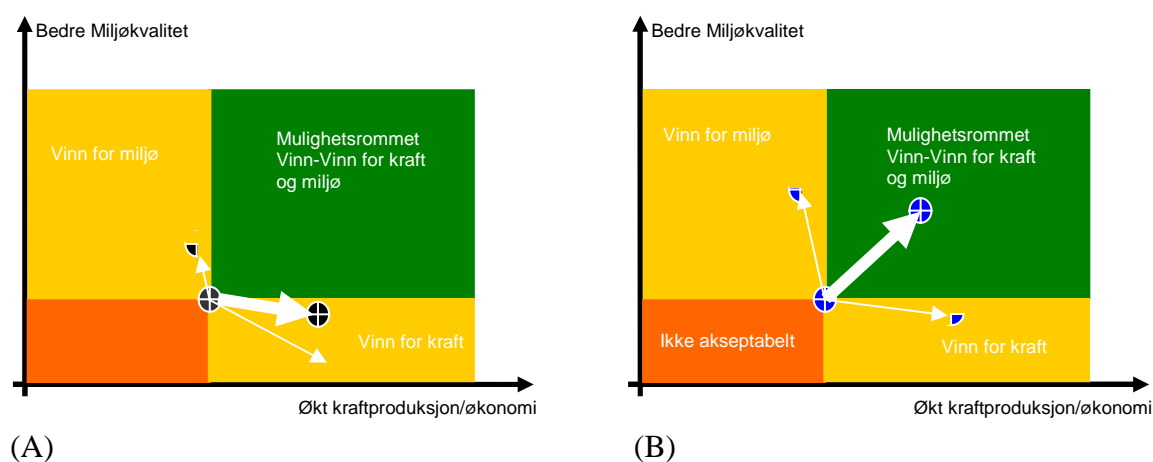 Bedre Miljøkvalitet
Vinn for miljø
Mulighetsrommet
Vinn-Vinn for kraft
og miljø
Vinn for kraft
Økt kraftproduksjon/økonomi
(A)
Bedre Miljøkvalitet
Vinn for miljø
Mulighetsrommet
Vinn-Vinn for kraft
og miljø
Ikke akseptabelt
Vinn for kraft
Økt kraftproduksjon/økonomi
(B)